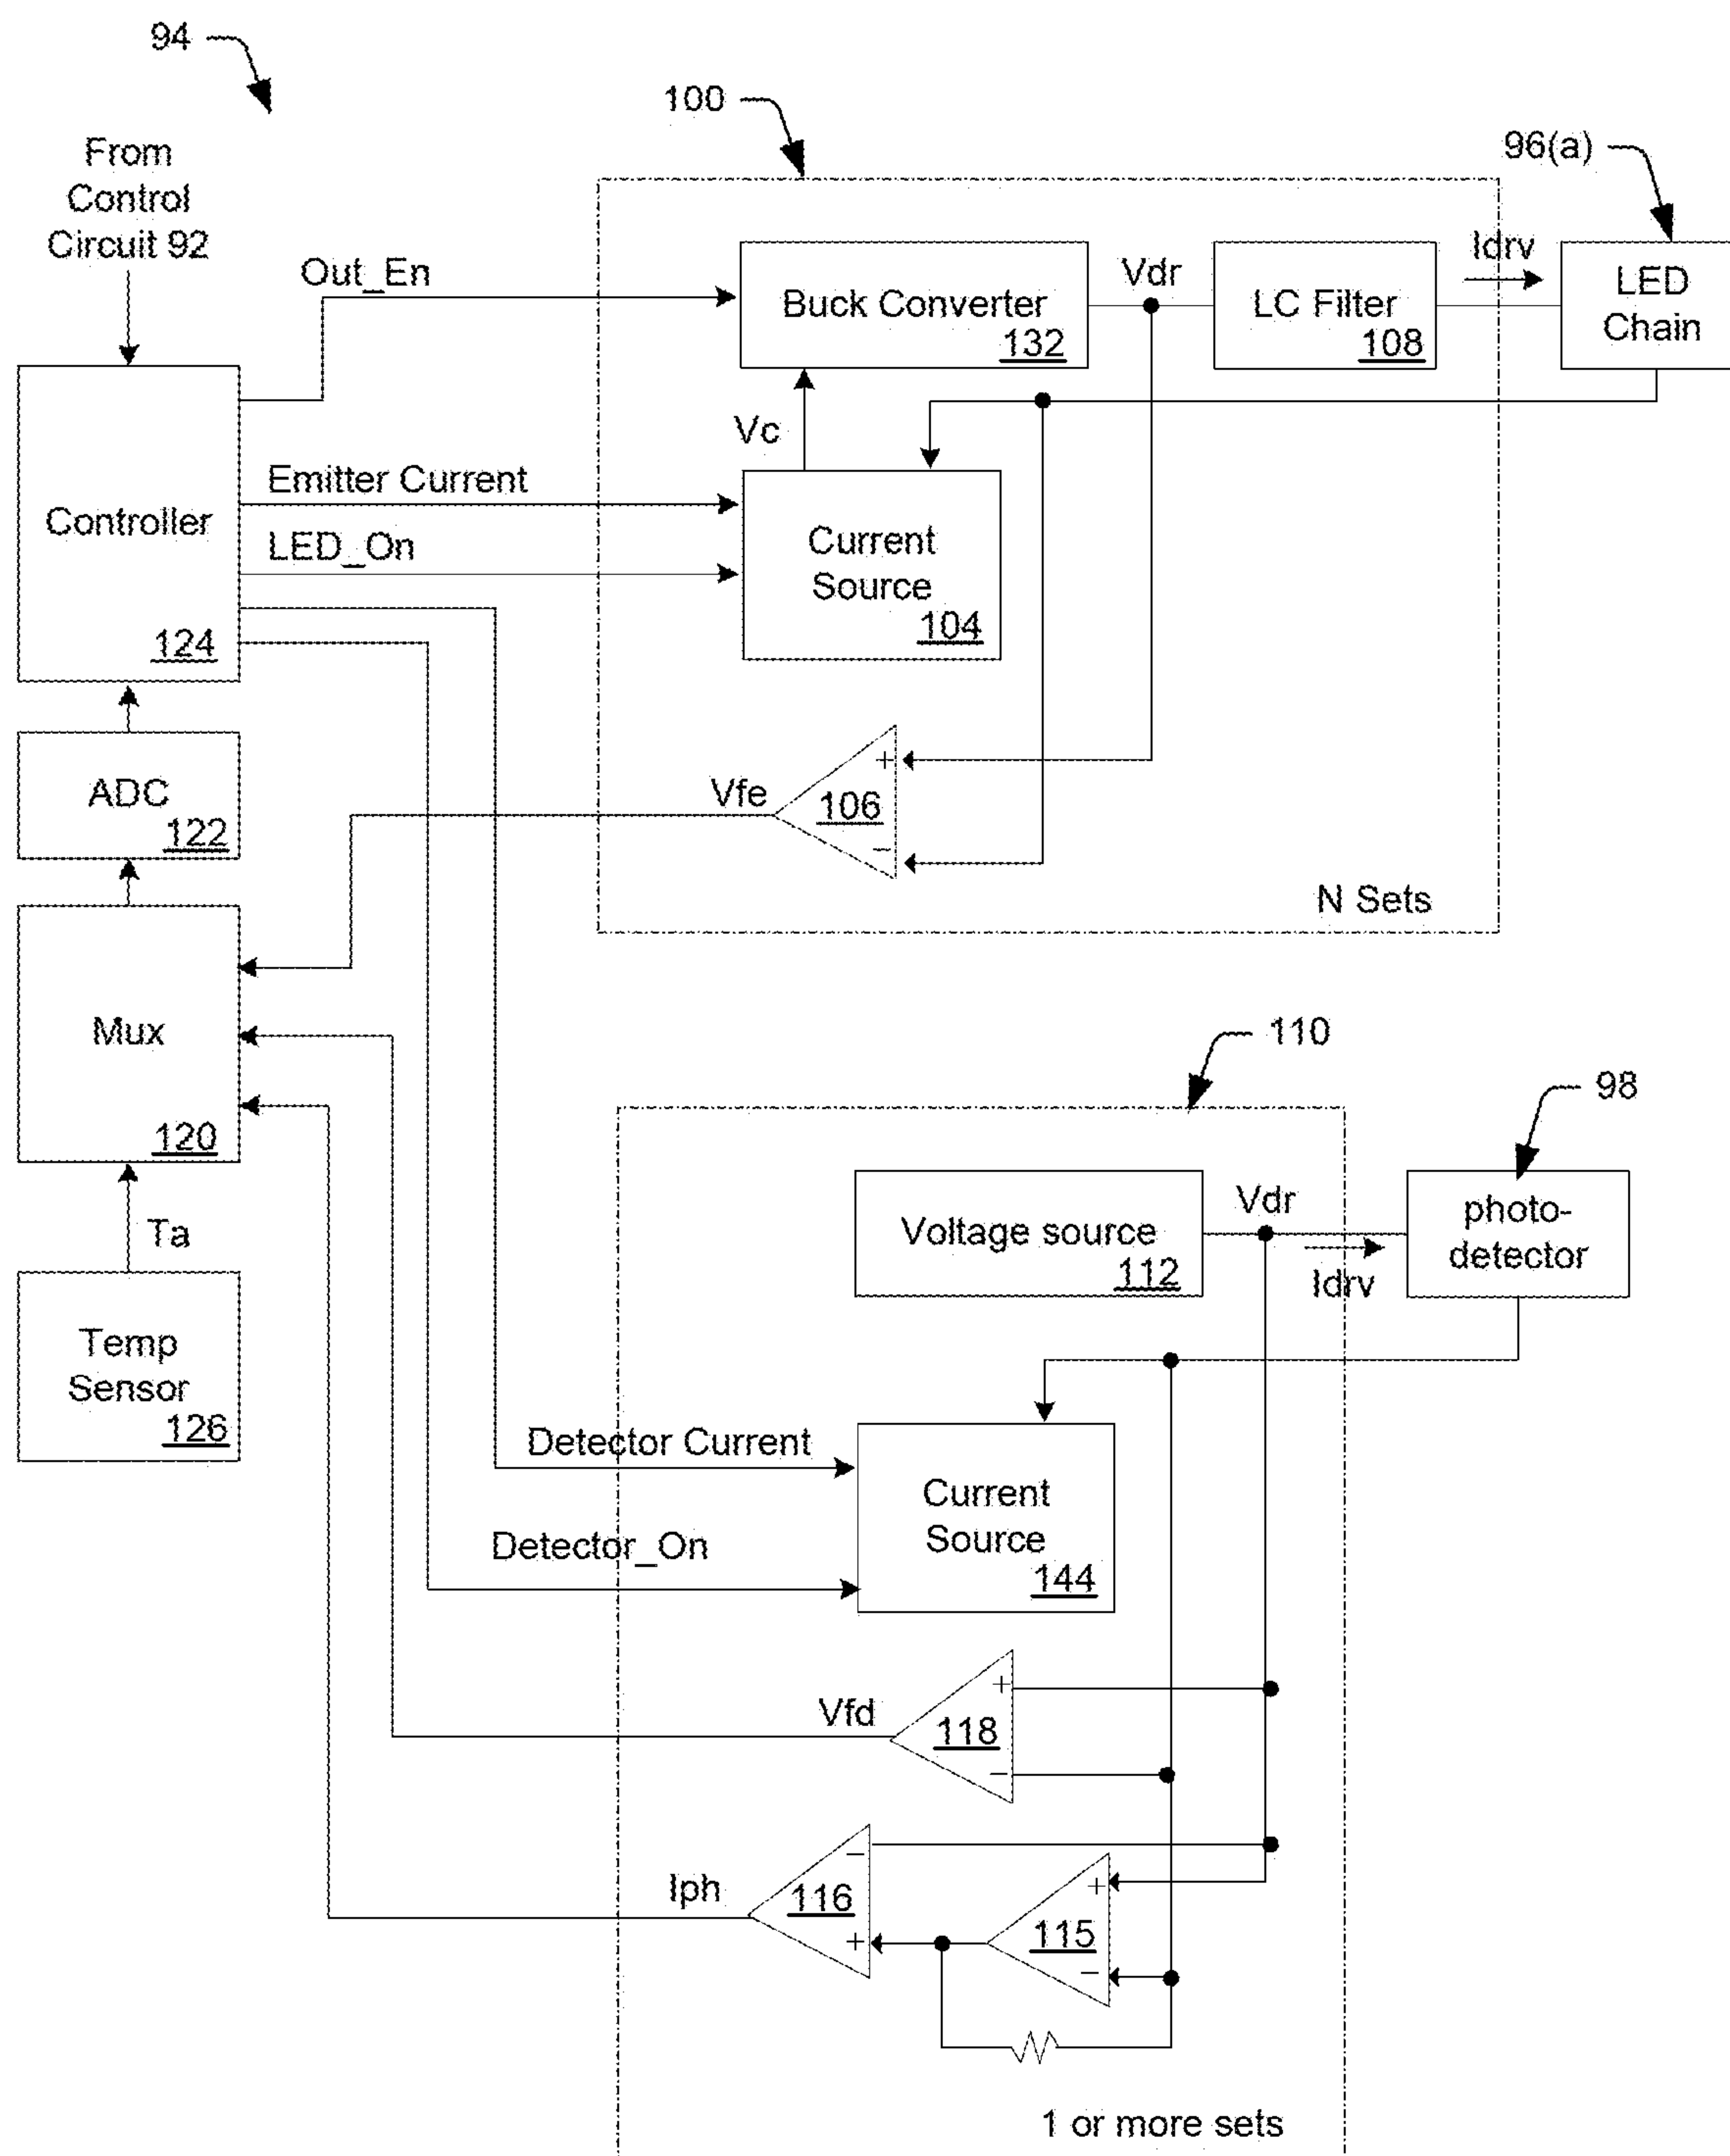 94
From
Control
Circuit 92
100
96(a)
Out_En
Buck Converter
132
Vdr
LC Filter
108
Idrv
LED
Chain
Vc
Emitter Current
LED_On
Controller
124
Current
Source
104
ADC
122
Vfe
+
106
−
N Sets
Mux
120
110
98
Ta
Temp
Sensor
126
Voltage source
112
Vdr
Idrv
photo-
detector
Detector Current
Detector_On
Current
Source
144
Vfd
+
118
−
Iph
−
116
+
+
115
−
1 or more sets